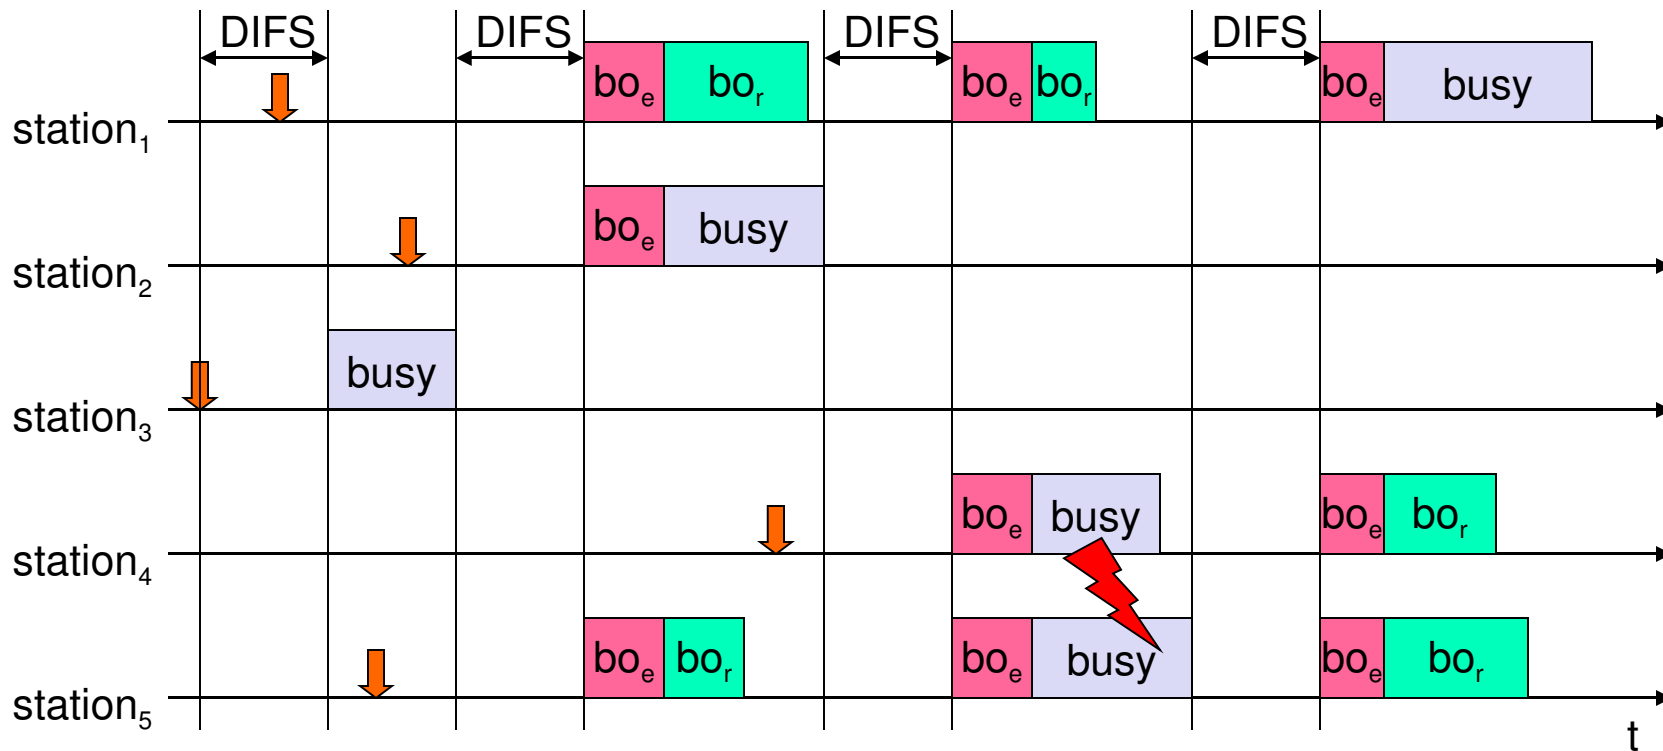 DIFS DIFS DIFS DIFS
station1 boe bor boe bor boe busy
station2 boe busy
station3 busy
station4 boe busy boe bor
station5 boe bor boe busy boe bor
t